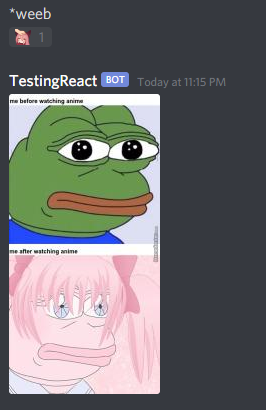 *weeb
1
TestingReact BOT Today at 11:15 PM
me before watching anime
me after watching anime